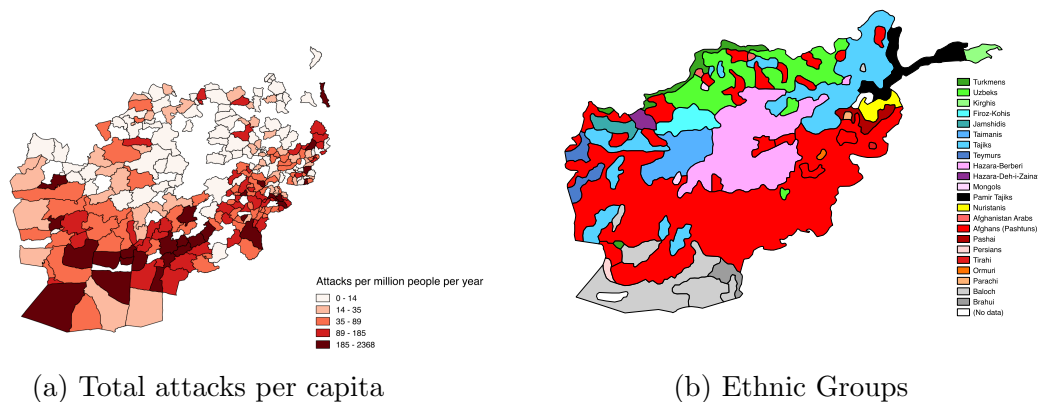 Attacks per million people per year
0 - 14
14 - 35
35 - 89
89 - 185
185 - 2368
(a) Total attacks per capita
Turkmens
Uzbeks
Kirghis
Firoz-Kohis
Jamshidis
Taimanis
Tajiks
Teymurs
Hazara-Berberi
Hazara-Deh-i-Zainat
Mongols
Pamir Tajiks
Nuristanis
Afghanistan Arabs
Afghans (Pashtuns)
Pashai
Persians
Tirahi
Ormuri
Parachi
Baloch
Brahui
(No data)
(b) Ethnic Groups